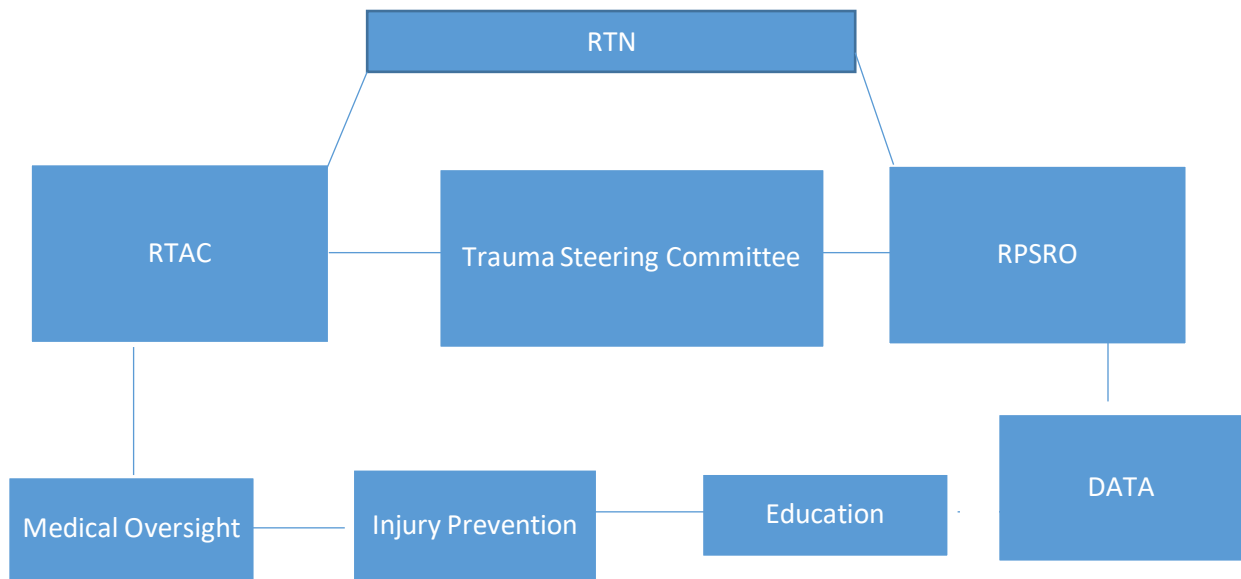 RTN
RTAC
Trauma Steering Committee
RPSRO
Medical Oversight
Injury Prevention
Education
DATA